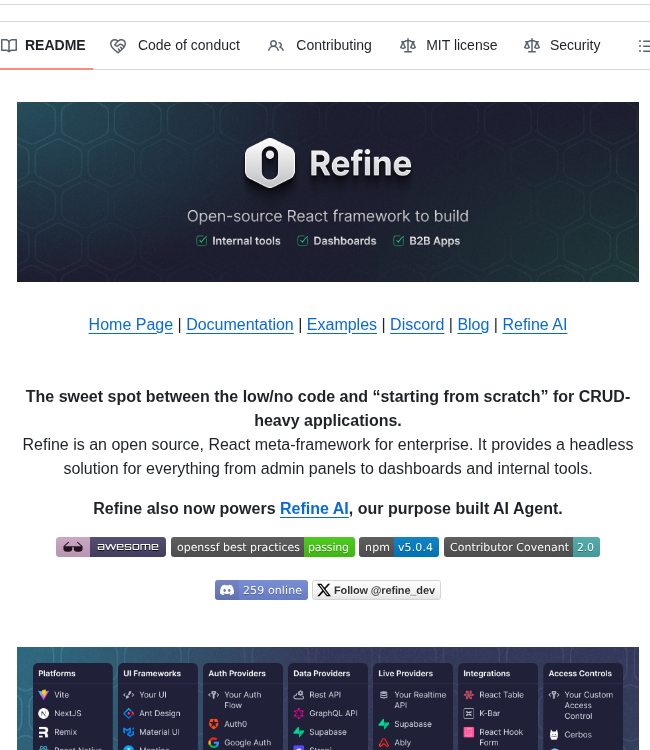 README Code of conduct Contributing MIT license Security
Refine
Open-source React framework to build
Internal tools Dashboards B2B Apps
Home Page | Documentation | Examples | Discord | Blog | Refine AI
The sweet spot between the low/no code and “starting from scratch” for CRUD-
heavy applications.
Refine is an open source, React meta-framework for enterprise. It provides a headless
solution for everything from admin panels to dashboards and internal tools.
Refine also now powers Refine AI, our purpose built AI Agent.
awesome openssf best practices passing npm v5.0.4 Contributor Covenant 2.0
259 online Follow @refine_dev
Platforms UI Frameworks Auth Providers Data Providers Live Providers Integrations Access Controls
Vite Your UI Your Auth Rest API Your Realtime React Table Your Custom
Flow API Access
NextJS Ant Design GraphQL API K-Bar Control
Remix Material UI Auth0 Supabase Supabase React Hook Cerbos
Google Auth Ably Form